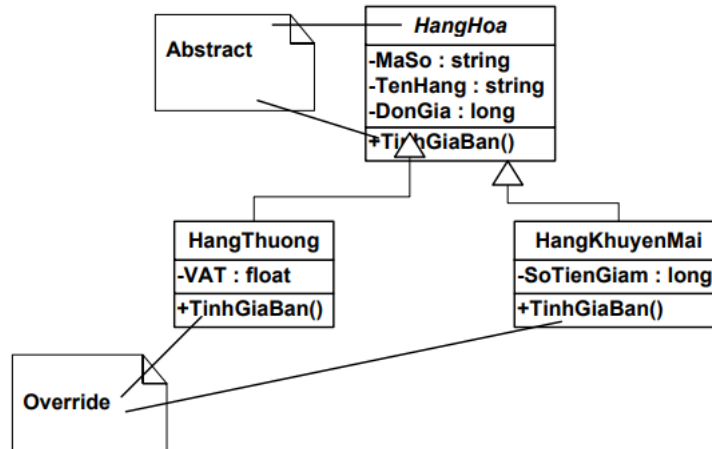 HangHoa
Abstract
-MaSo : string
-TenHang : string
-DonGia : long
+TinhGiaBan()
HangThuong
-VAT : float
+TinhGiaBan()
HangKhuyenMai
-SoTienGiam : long
+TinhGiaBan()
Override